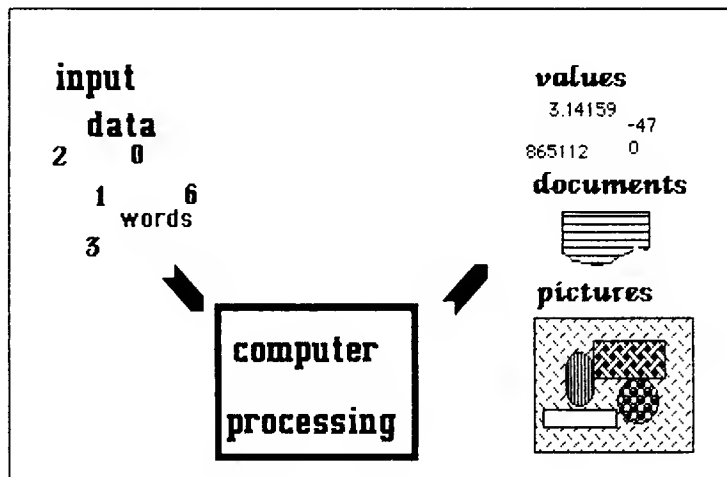 input
data
2 0
1 6
words
3
computer
processing
values
3.14159
-47
865112 0
documents
pictures